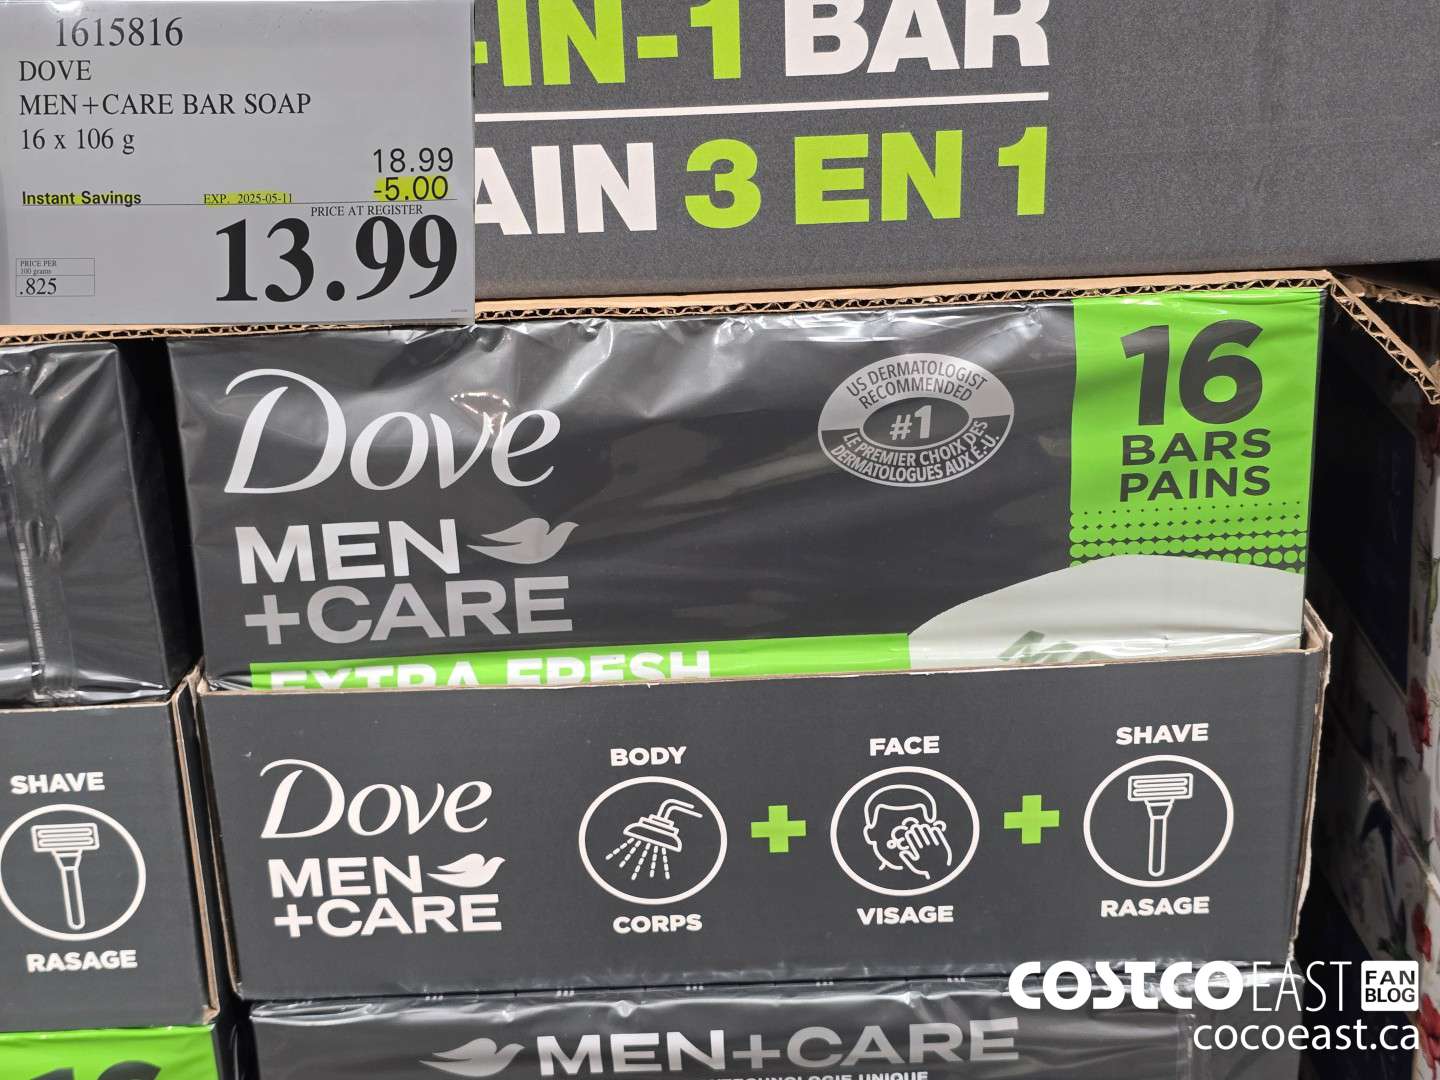 1615816
DOVE
MEN+CARE BAR SOAP
16 x 106 g
18.99
Instant Savings EXP. 2025-05-11 -5.00
PRICE AT REGISTER
13.99
PRICE PER
100 grams
.825
-IN-1 BAR
AIN 3 EN 1
Dove
MEN
+CARE
EXTRA FRESH
US DERMATOLOGIST
RECOMMENDED
#1
LE PREMIER CHOIX DES
DERMATOLOGUES AUX É.-U.
16
BARS
PAINS
SHAVE
RASAGE
Dove
MEN
+CARE
BODY
CORPS
+
FACE
VISAGE
+
SHAVE
RASAGE
16
MEN+CARE
COSTCO EAST FAN
BLOG
cocoeast.ca